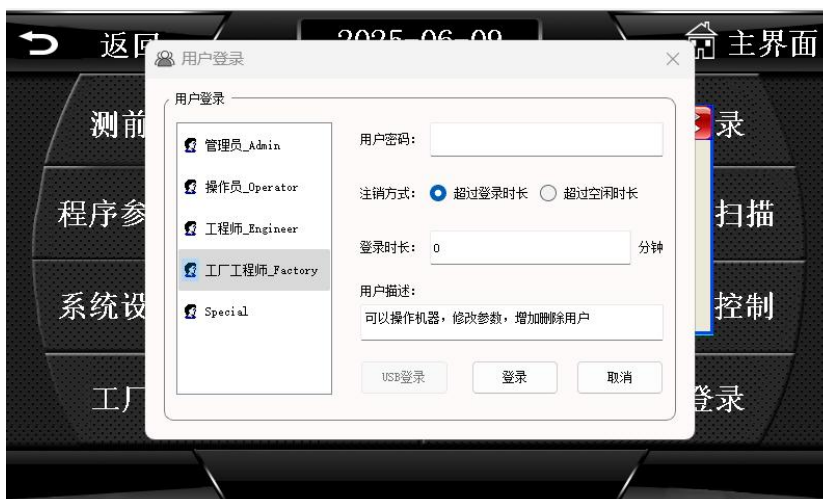 返回
主界面
用户登录
用户登录
测前
录
管理员_Admin
用户密码:
操作员_Operator
注销方式: 超过登录时长 超过空闲时长
程序参
扫描
工程师_Engineer
登录时长: 0 分钟
工厂工程师_Factory
用户描述:
系统设
控制
Special
可以操作机器,修改参数,增加删除用户
USB登录 登录 取消
工厂
登录